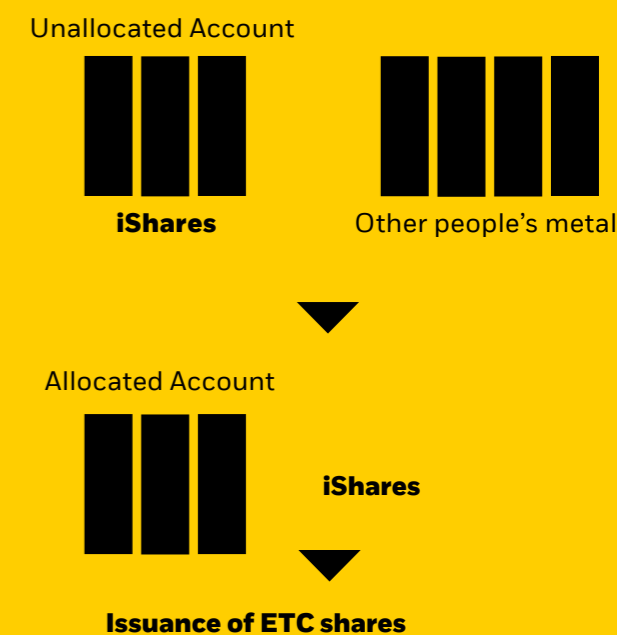 Unallocated Account
iShares
Other people’s metal
Allocated Account
iShares
Issuance of ETC shares